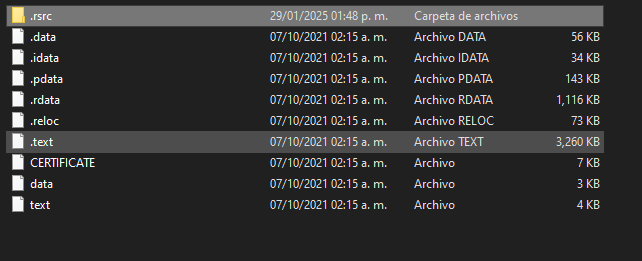 .rsrc 29/01/2025 01:48 p. m. Carpeta de archivos
.data 07/10/2021 02:15 a. m. Archivo DATA 56 KB
.idata 07/10/2021 02:15 a. m. Archivo IDATA 34 KB
.pdata 07/10/2021 02:15 a. m. Archivo PDATA 143 KB
.rdata 07/10/2021 02:15 a. m. Archivo RDATA 1,116 KB
.reloc 07/10/2021 02:15 a. m. Archivo RELOC 73 KB
.text 07/10/2021 02:15 a. m. Archivo TEXT 3,260 KB
CERTIFICATE 07/10/2021 02:15 a. m. Archivo 7 KB
data 07/10/2021 02:15 a. m. Archivo 3 KB
text 07/10/2021 02:15 a. m. Archivo 4 KB